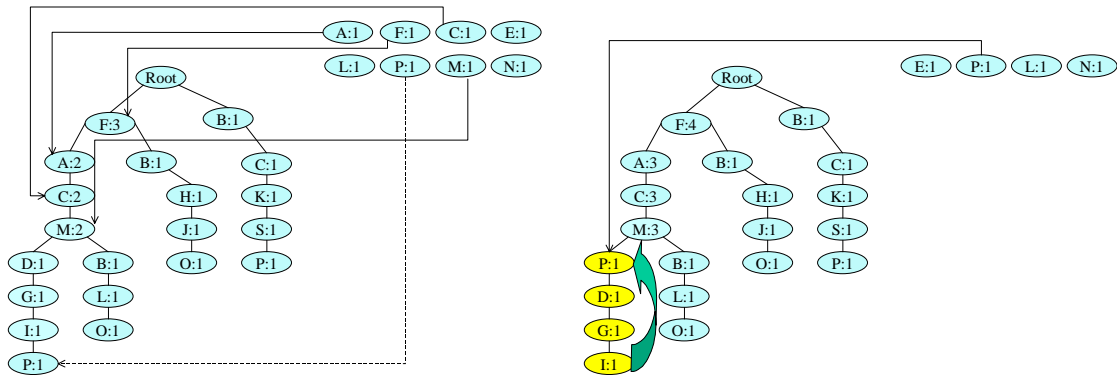 A:1 F:1 C:1 E:1
L:1 P:1 M:1 N:1
Root
F:3 B:1
A:2 B:1 C:1
C:2 H:1 K:1
M:2 J:1 S:1
D:1 B:1 O:1 P:1
G:1 L:1
I:1 O:1
P:1
E:1 P:1 L:1 N:1
Root
F:4 B:1
A:3 B:1 C:1
C:3 H:1 K:1
M:3 J:1 S:1
P:1 B:1 O:1 P:1
D:1 L:1
G:1 O:1
I:1